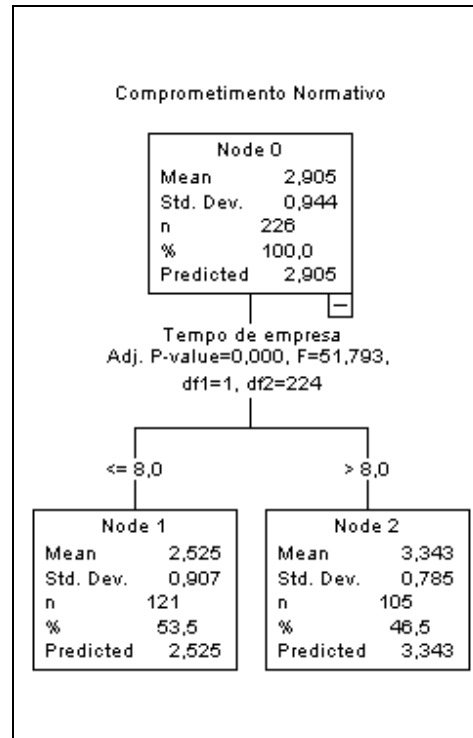 Comprometimento Normativo
Node 0
Mean 2,905
Std. Dev. 0,944
n 226
% 100,0
Predicted 2,905
Tempo de empresa
Adj. P-value=0,000, F=51,793,
df1=1, df2=224
<= 8,0
> 8,0
Node 1
Mean 2,525
Std. Dev. 0,907
n 121
% 53,5
Predicted 2,525
Node 2
Mean 3,343
Std. Dev. 0,785
n 105
% 46,5
Predicted 3,343